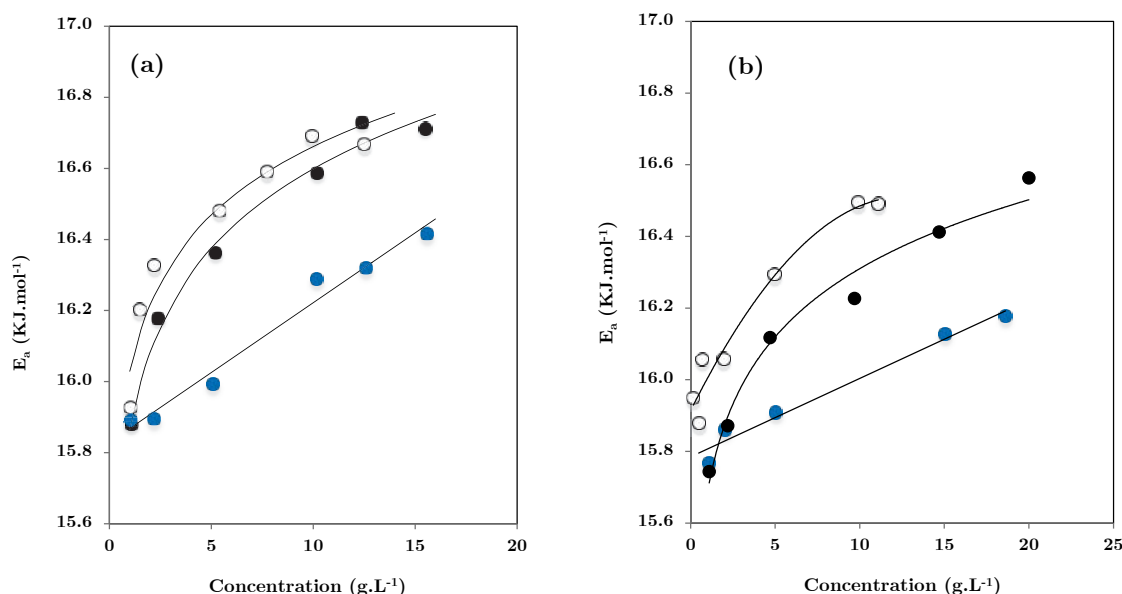 (a)
17.0
16.8
16.6
16.4
16.2
16.0
15.8
15.6
0 5 10 15 20
Eₐ (KJ.mol⁻¹)
Concentration (g.L⁻¹)
(b)
17.0
16.8
16.6
16.4
16.2
16.0
15.8
15.6
0 5 10 15 20 25
Eₐ (KJ.mol⁻¹)
Concentration (g.L⁻¹)